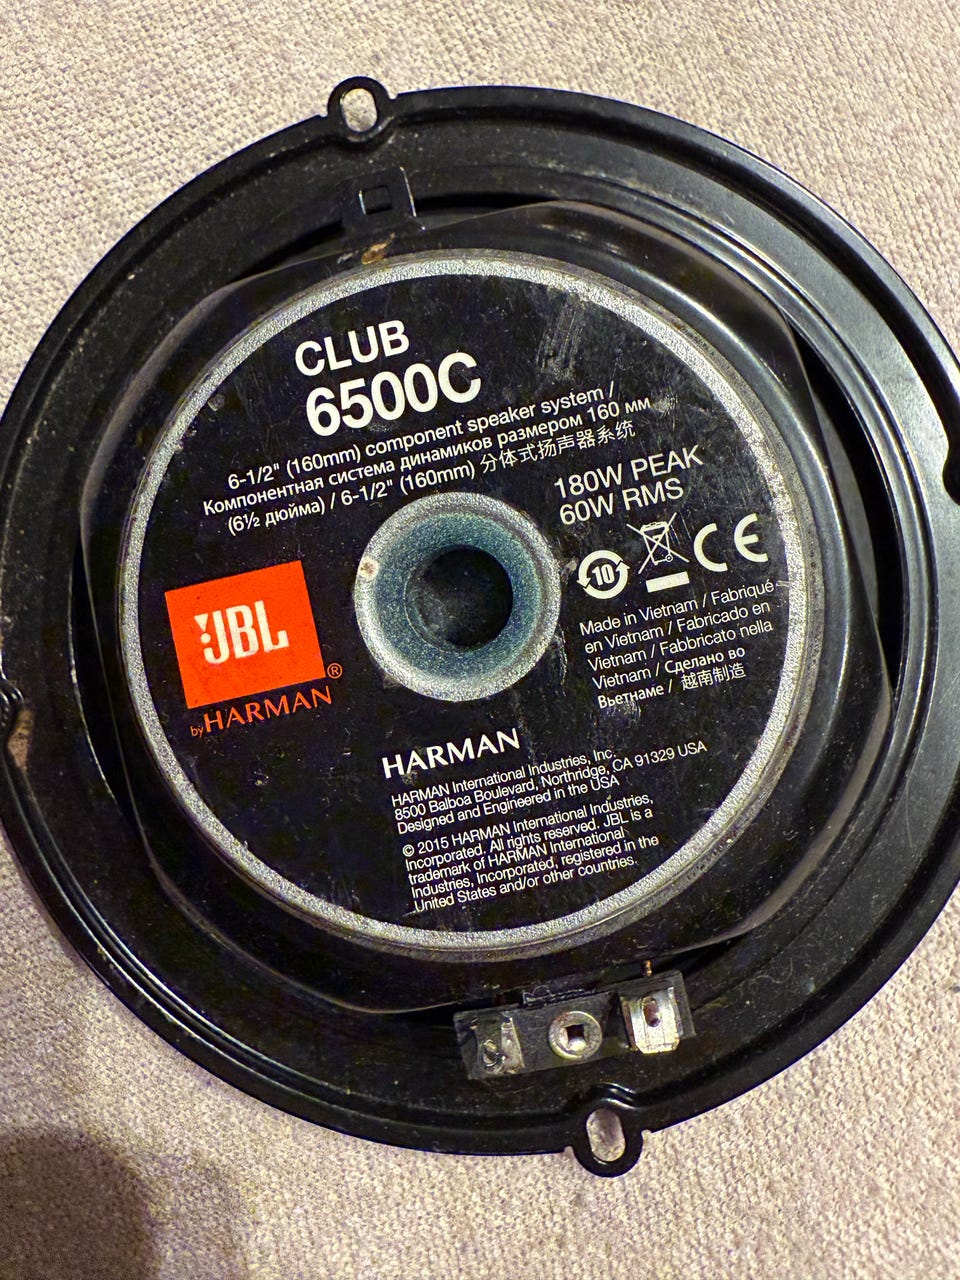 CLUB
6500C
6-1/2" (160mm) component speaker system /
Компонентная система динамиков размером 160 мм
(6½ дюйма) / 6-1/2" (160mm) 分体式扬声器系统
180W PEAK
60W RMS
10
CE
JBL
®
by HARMAN
Made in Vietnam / Fabriqué
en Vietnam / Fabricado en
Vietnam / Fabbricato nella
Vietnam / Сделано во
Вьетнаме / 越南制造
HARMAN
HARMAN International Industries, Inc.
8500 Balboa Boulevard, Northridge, CA 91329 USA
Designed and Engineered in the USA
© 2015 HARMAN International Industries,
Incorporated. All rights reserved. JBL is a
trademark of HARMAN International
Industries, Incorporated, registered in the
United States and/or other countries.